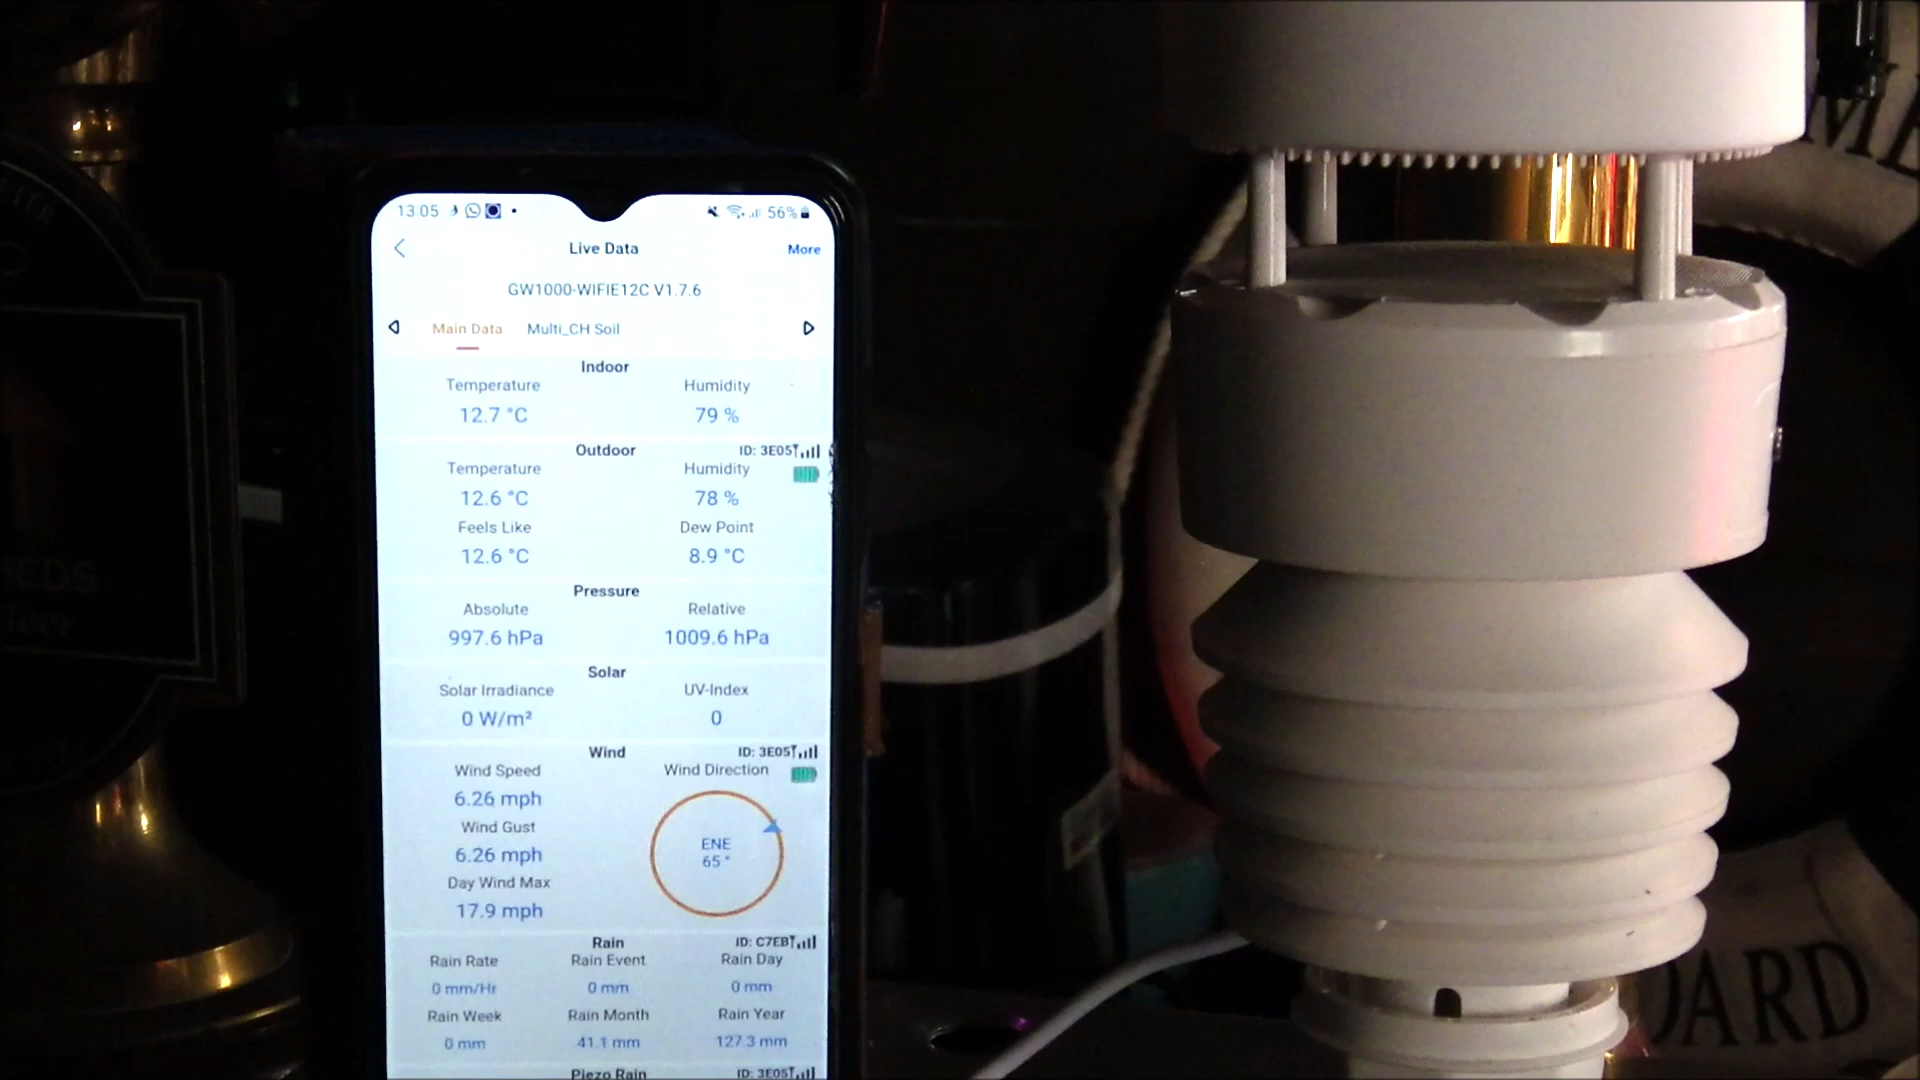 13:05 56%
Live Data More
GW1000-WIFIE12C V1.7.6
Main Data Multi_CH Soil
Indoor
Temperature Humidity
12.7 °C 79 %
Outdoor ID: 3E05
Temperature Humidity
12.6 °C 78 %
Feels Like Dew Point
12.6 °C 8.9 °C
Pressure
Absolute Relative
997.6 hPa 1009.6 hPa
Solar
Solar Irradiance UV-Index
0 W/m² 0
Wind ID: 3E05
Wind Speed Wind Direction
6.26 mph
Wind Gust
ENE
65 °
6.26 mph
Day Wind Max
17.9 mph
Rain ID: C7EB
Rain Rate Rain Event Rain Day
0 mm/Hr 0 mm 0 mm
Rain Week Rain Month Rain Year
0 mm 41.1 mm 127.3 mm
Piezo Rain ID: 3E05
OARD